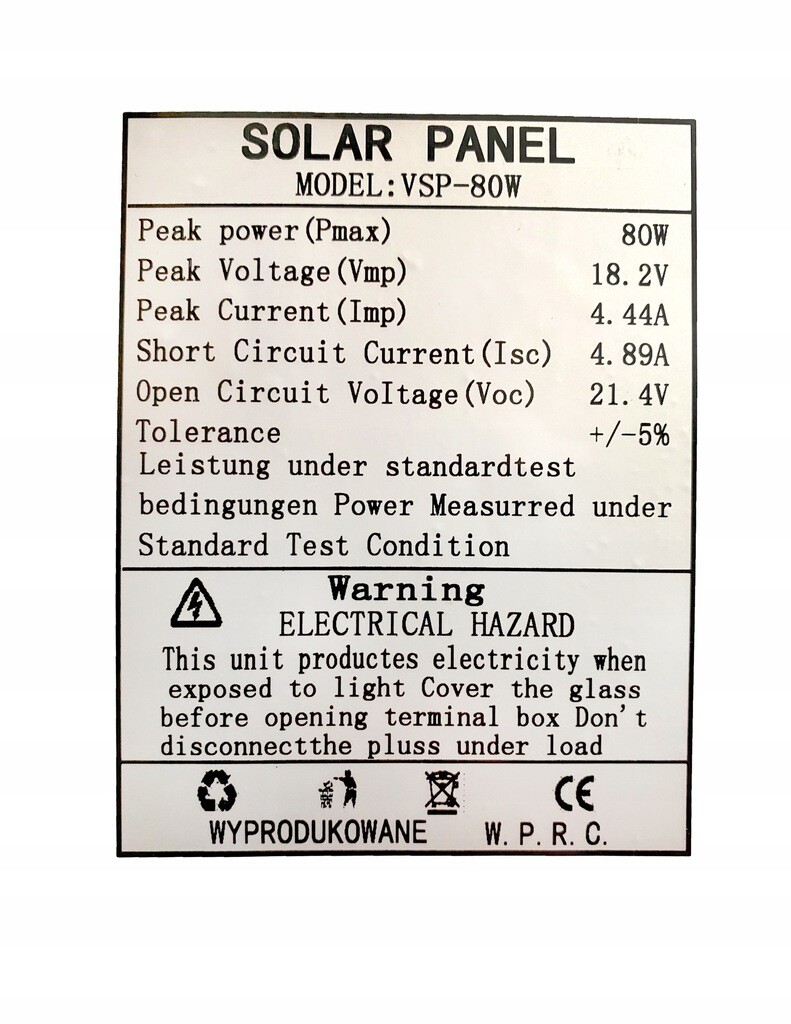 SOLAR PANEL
MODEL:VSP-80W
Peak power(Pmax) 80W
Peak Voltage(Vmp) 18.2V
Peak Current(Imp) 4.44A
Short Circuit Current(Isc) 4.89A
Open Circuit VoItage(Voc) 21.4V
Tolerance +/-5%
Leistung under standardtest
bedingungen Power Measurred under
Standard Test Condition
Warning
ELECTRICAL HAZARD
This unit productes electricity when
exposed to light Cover the glass
before opening terminal box Don't
disconnectthe pluss under load
CE
WYPRODUKOWANE W.P.R.C.